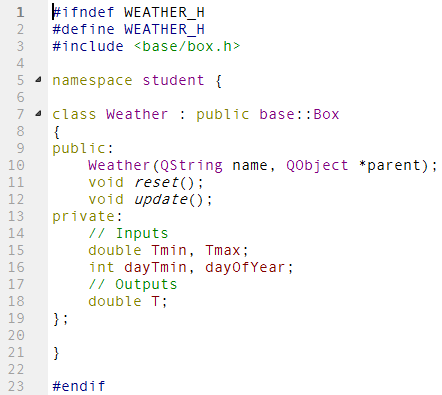 1 #ifndef WEATHER_H
2 #define WEATHER_H
3 #include <base/box.h>
4
5 namespace student {
6
7 class Weather : public base::Box
8 {
9 public:
10     Weather(QString name, QObject *parent);
11     void reset();
12     void update();
13 private:
14     // Inputs
15     double Tmin, Tmax;
16     int dayTmin, dayOfYear;
17     // Outputs
18     double T;
19 };
20
21 }
22
23 #endif